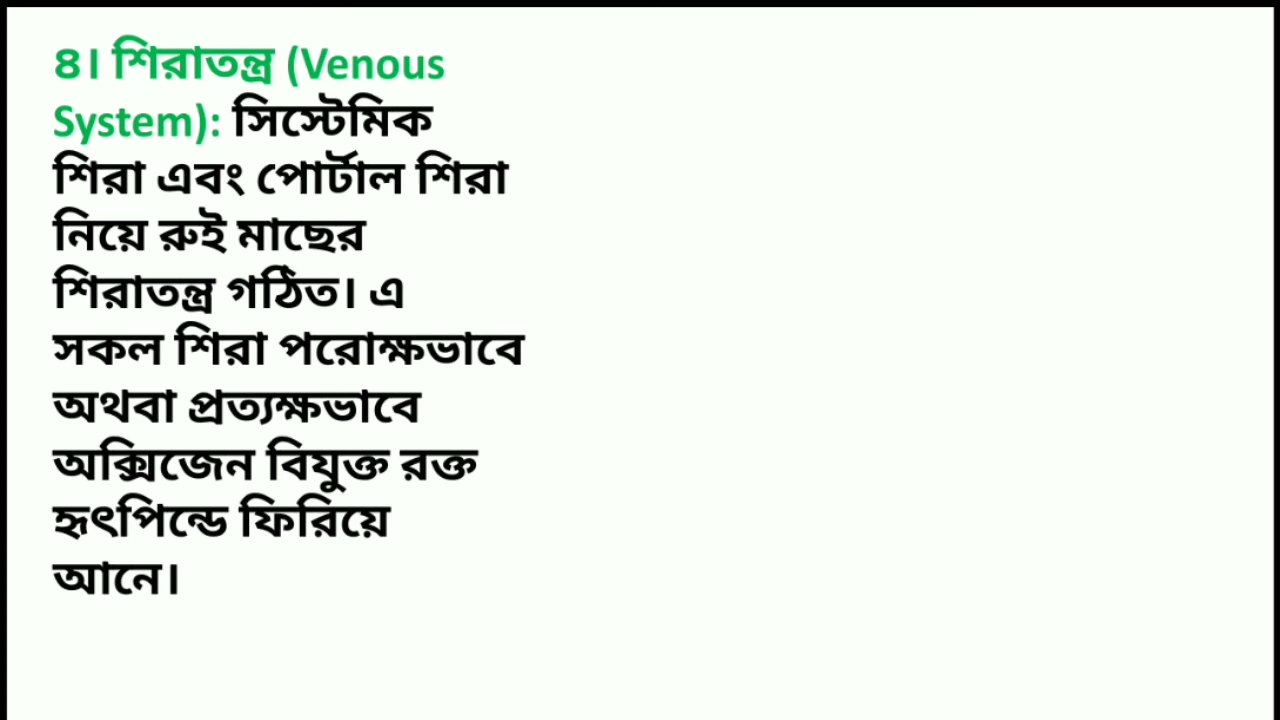 ৪। শিরাতন্ত্র (Venous
System): সিস্টেমিক
শিরা এবং পোর্টাল শিরা
নিয়ে রুই মাছের
শিরাতন্ত্র গঠিত। এ
সকল শিরা পরোক্ষভাবে
অথবা প্রত্যক্ষভাবে
অক্সিজেন বিযুক্ত রক্ত
হৃৎপিন্ডে ফিরিয়ে
আনে।